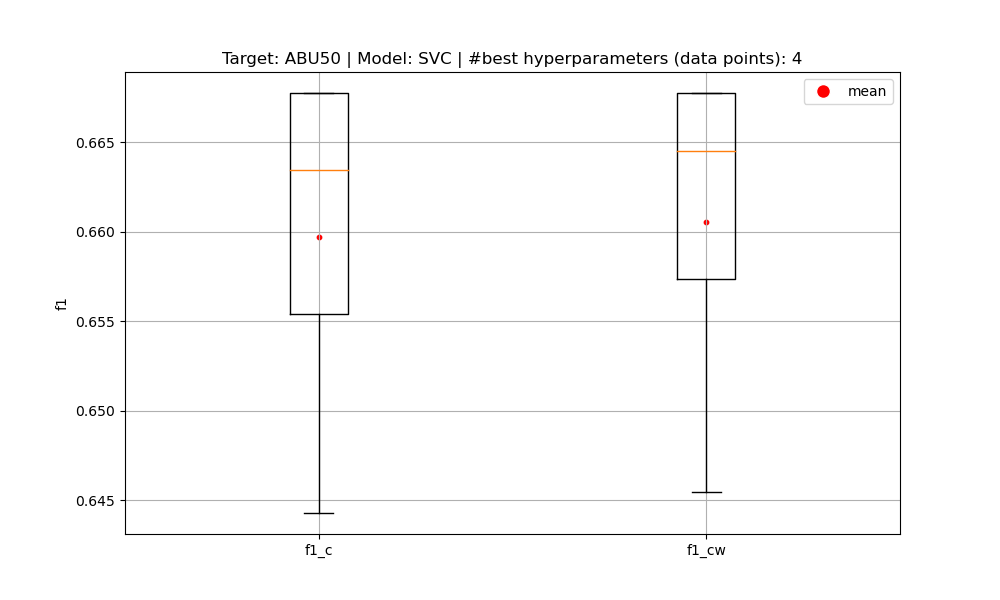 Target: ABU50 | Model: SVC | #best hyperparameters (data points): 4
mean
0.665
0.660
0.655
0.650
0.645
f1
f1_c
f1_cw